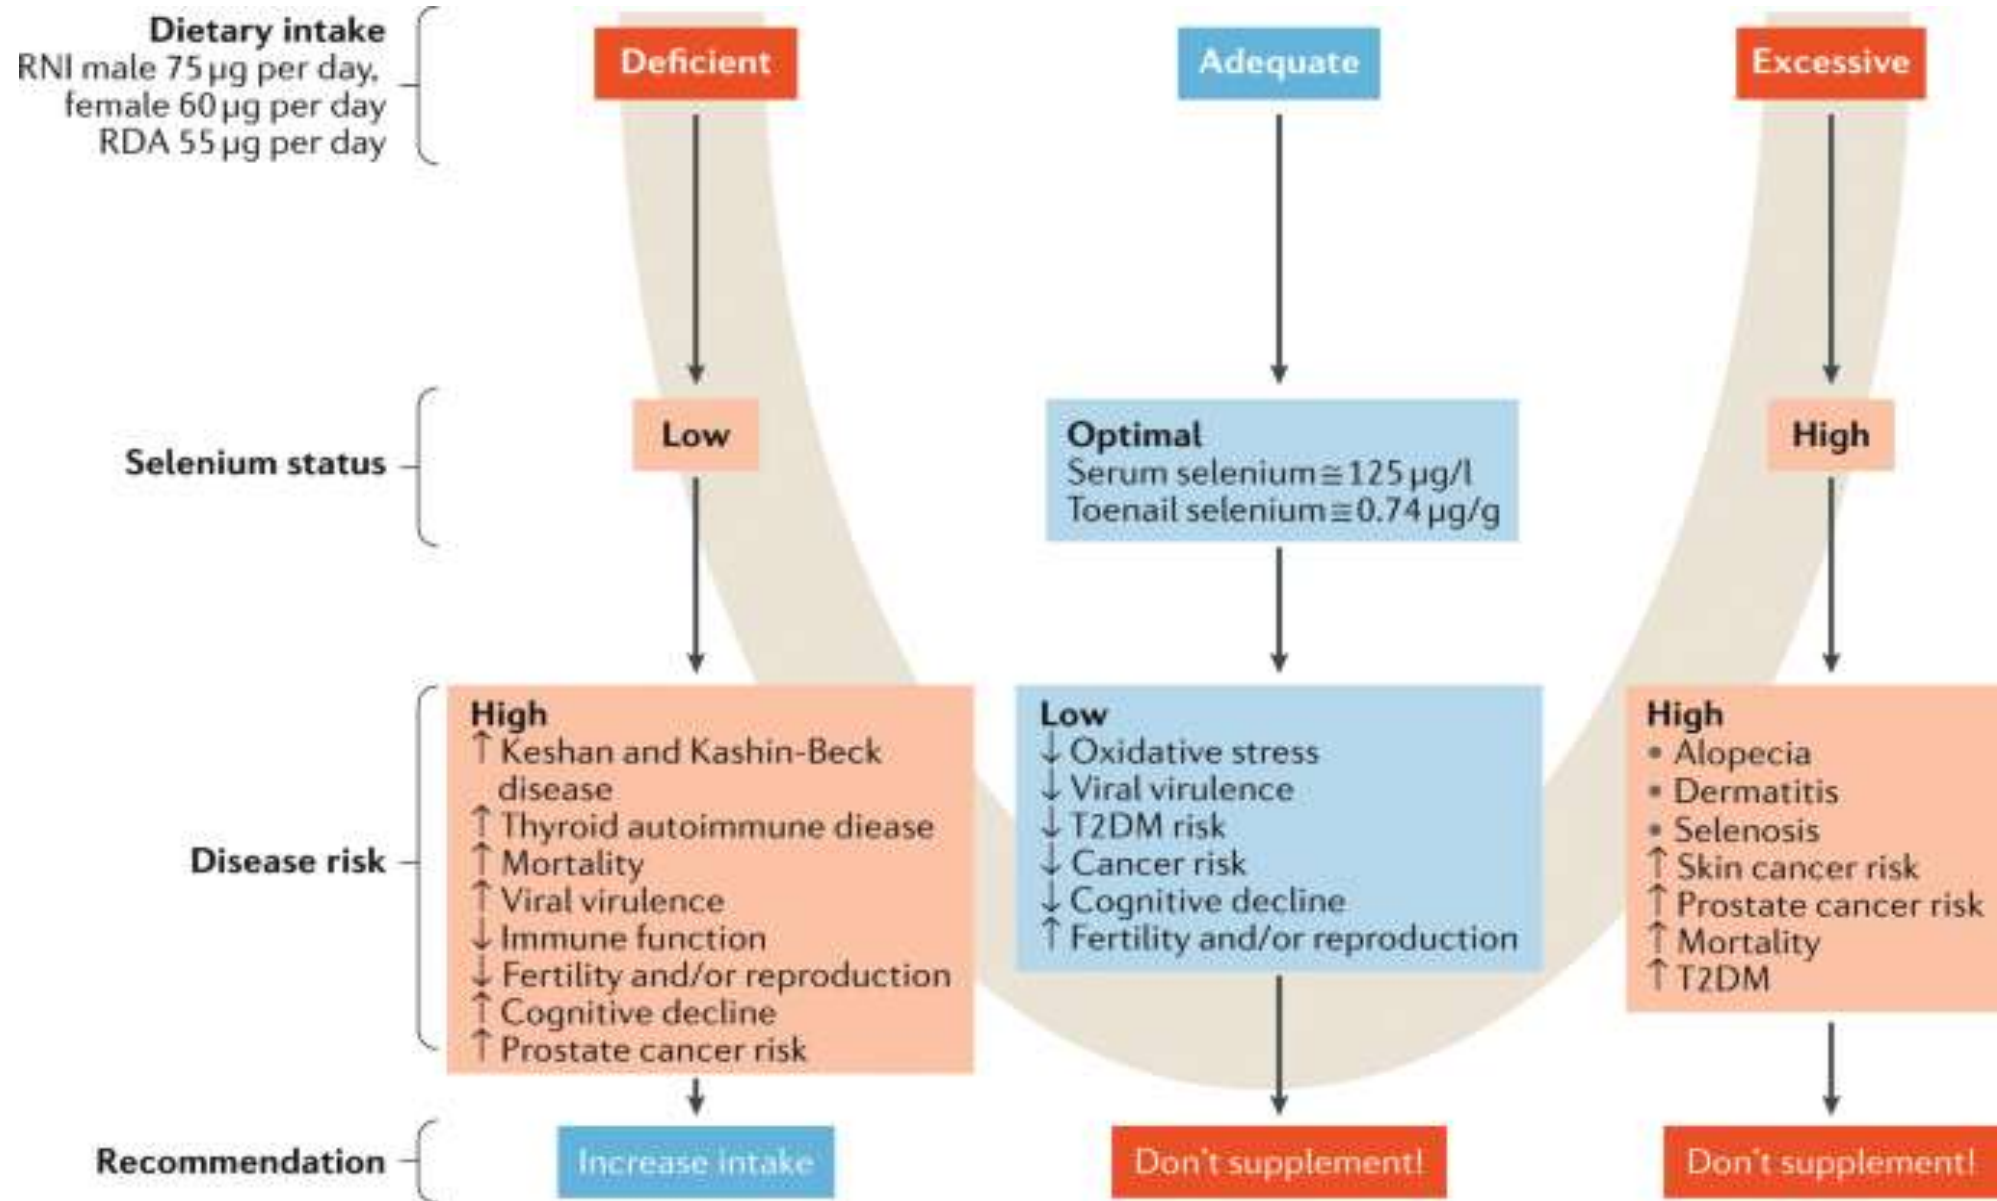 Dietary intake
RNI male 75 µg per day,
female 60 µg per day
RDA 55 µg per day
Deficient
Adequate
Excessive
Selenium status
Low
Optimal
Serum selenium ≅ 125 µg/l
Toenail selenium ≅ 0.74 µg/g
High
Disease risk
High
↑ Keshan and Kashin-Beck
disease
↑ Thyroid autoimmune diease
↑ Mortality
↑ Viral virulence
↓ Immune function
↓ Fertility and/or reproduction
↑ Cognitive decline
↑ Prostate cancer risk
Low
↓ Oxidative stress
↓ Viral virulence
↓ T2DM risk
↓ Cancer risk
↓ Cognitive decline
↑ Fertility and/or reproduction
High
• Alopecia
• Dermatitis
• Selenosis
↑ Skin cancer risk
↑ Prostate cancer risk
↑ Mortality
↑ T2DM
Recommendation
Increase intake
Don't supplement!
Don't supplement!